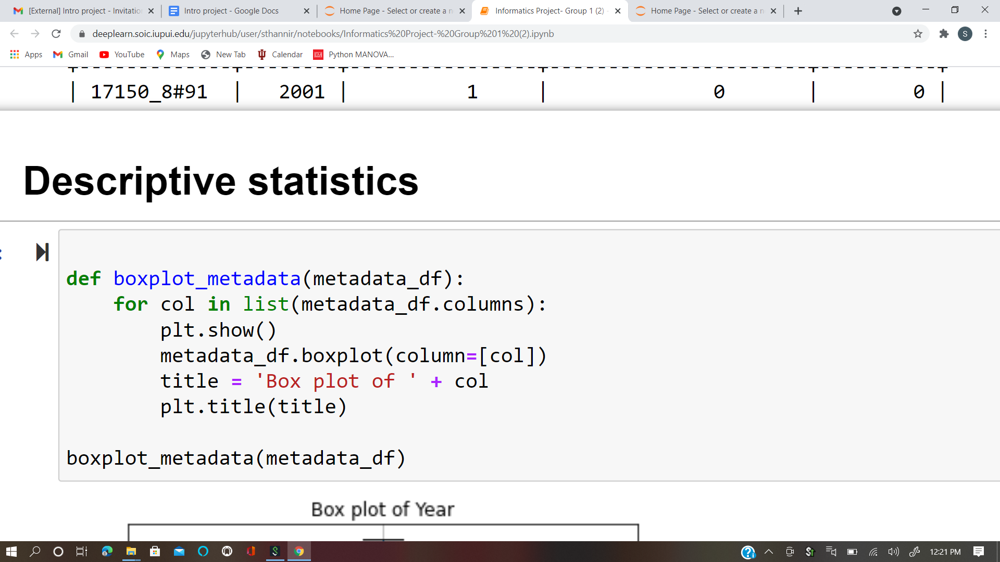 [External] Intro project - Invitatio
Intro project - Google Docs
Home Page - Select or create a n
Informatics Project- Group 1 (2) -
Home Page - Select or create a n
deeplearn.soic.iupui.edu/jupyterhub/user/sthannir/notebooks/Informatics%20Project-%20Group%201%20(2).ipynb
S
Apps
Gmail
YouTube
Maps
New Tab
Calendar
Python MANOVA...
| 17150_8#91 | 2001 | 1 | 0 | 0 |
Descriptive statistics
:
def boxplot_metadata(metadata_df):
for col in list(metadata_df.columns):
plt.show()
metadata_df.boxplot(column=[col])
title = 'Box plot of ' + col
plt.title(title)
boxplot_metadata(metadata_df)
Box plot of Year
12:21 PM